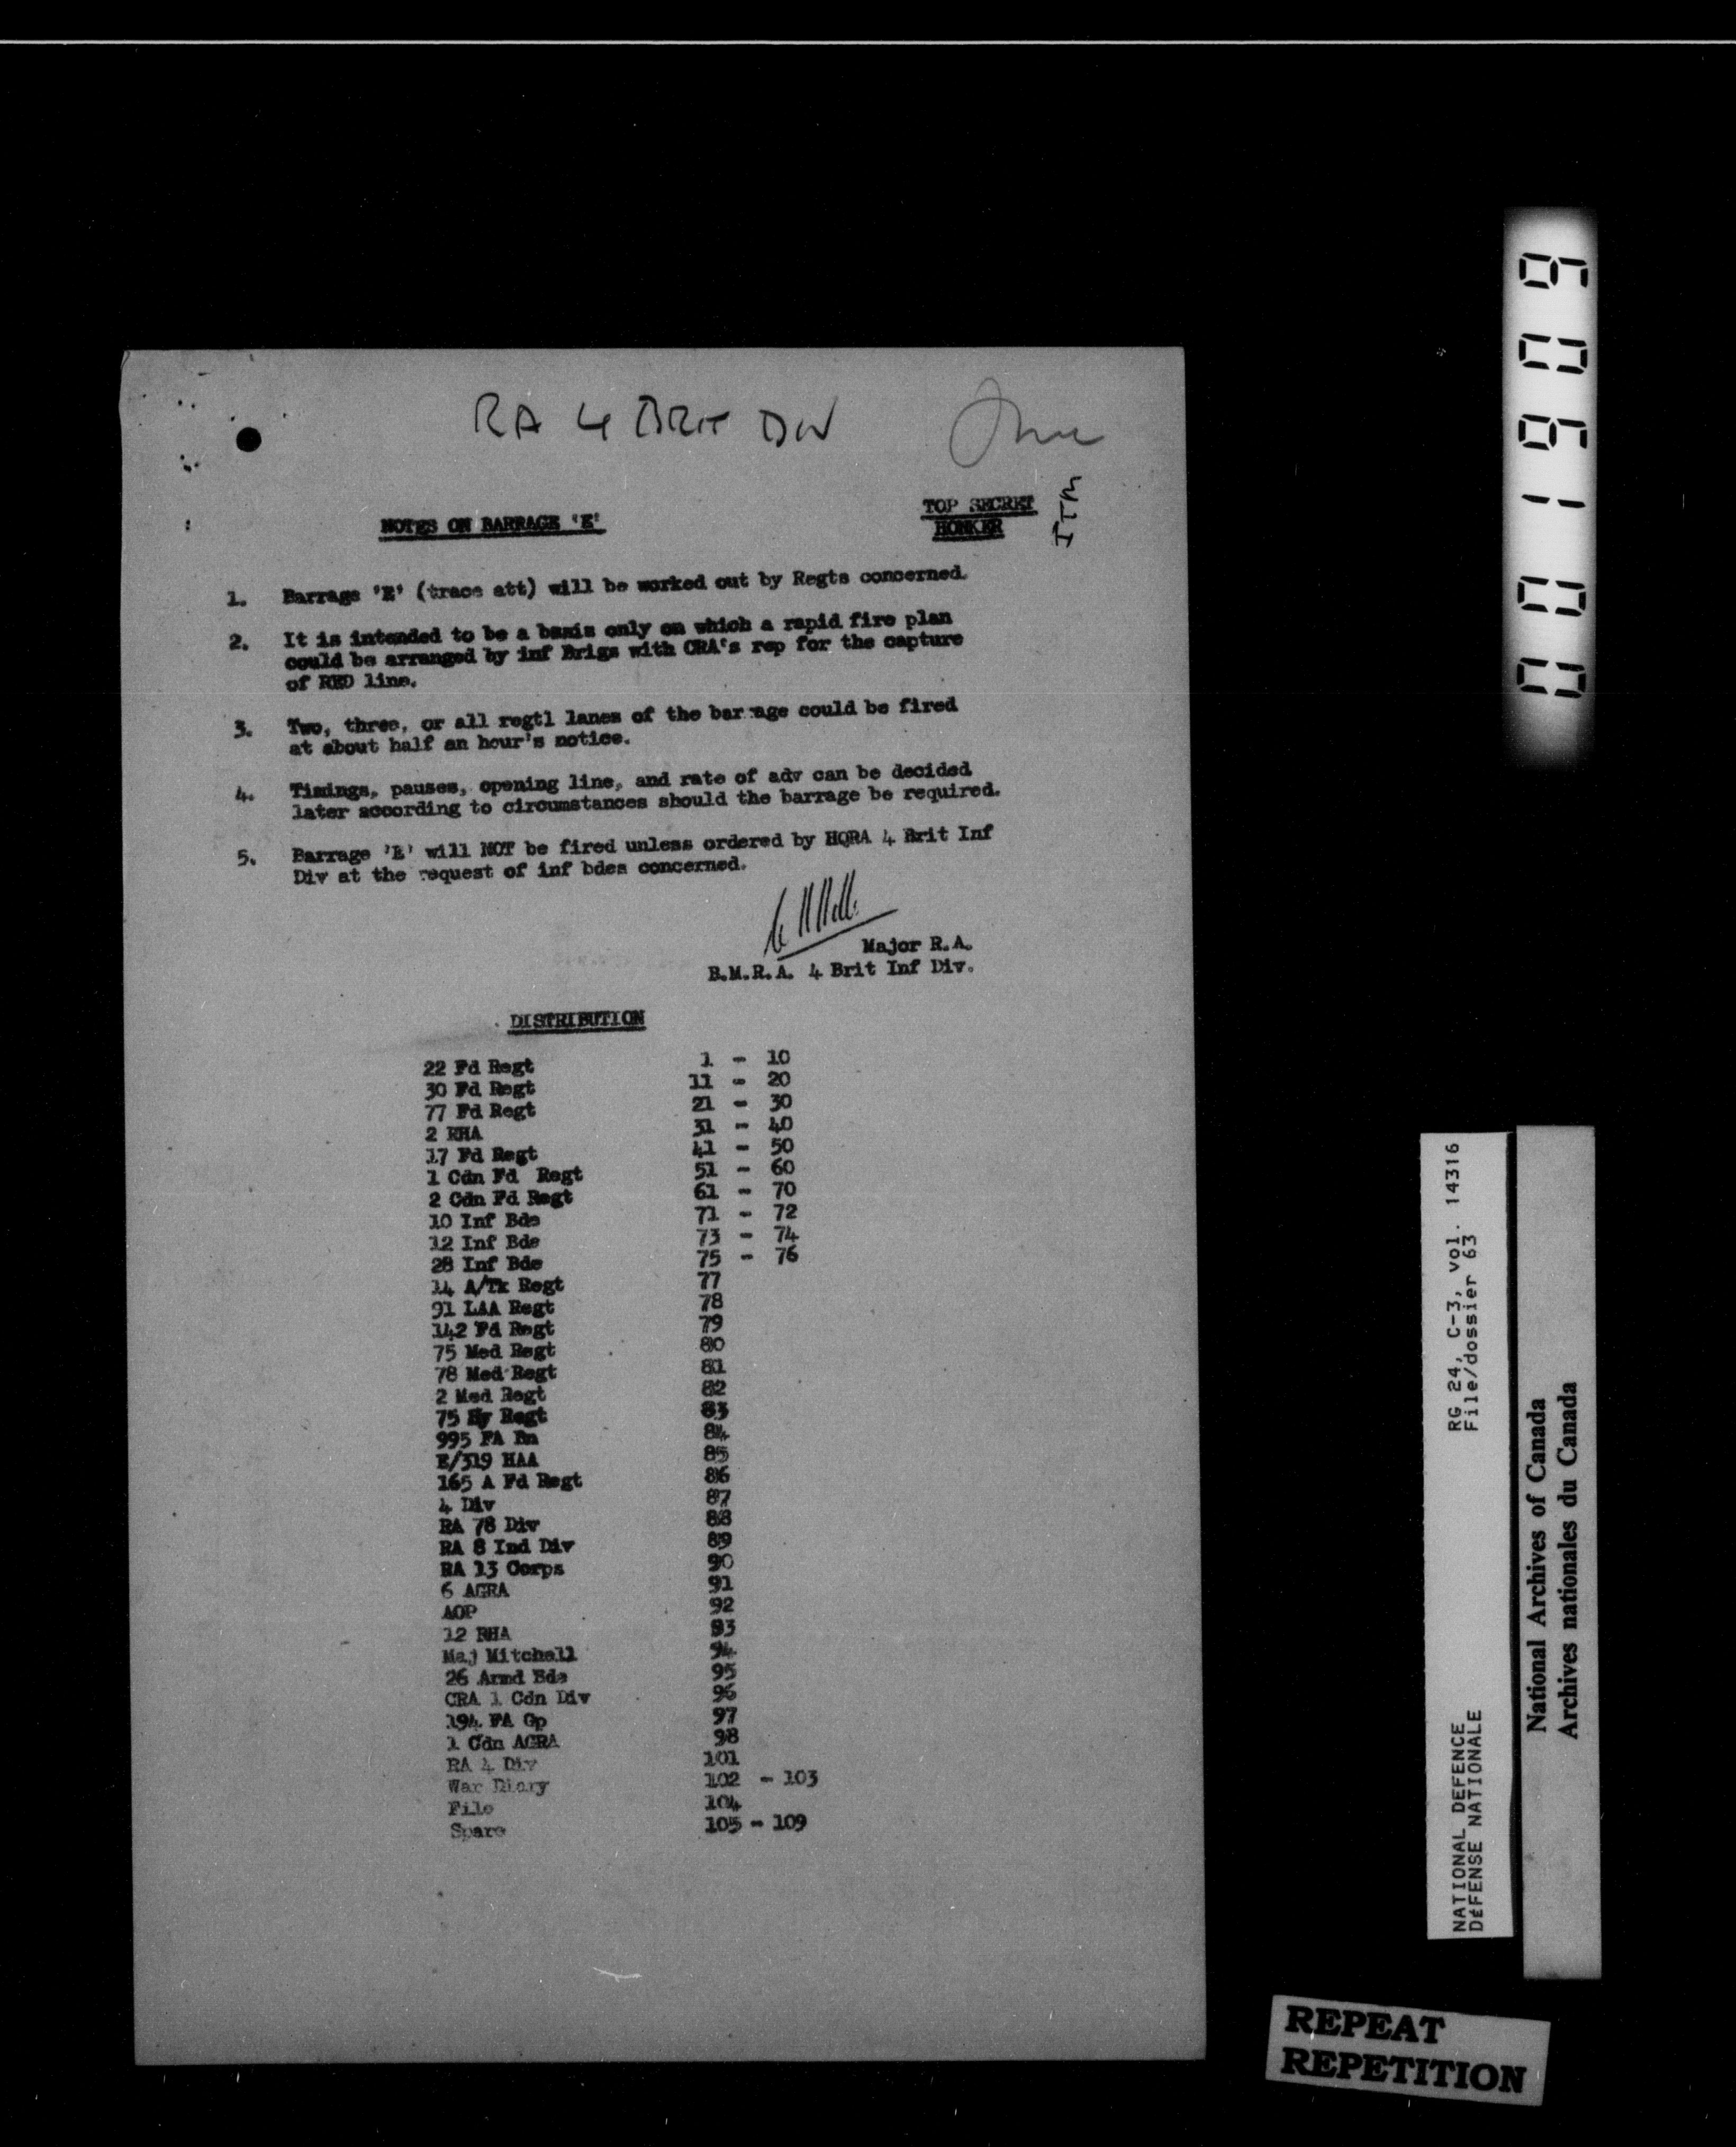 RA 4 BRIT DIV
TOP SECRET
HONKER
ITM
NOTES ON BARRAGE 'E'
1. Barrage 'E' (trace att) will be worked out by Regts concerned.
2. It is intended to be a basis only on which a rapid fire plan
could be arranged by inf Brigs with CRA's rep for the capture
of RED line.
3. Two, three, or all regtl lanes of the barrage could be fired
at about half an hour's notice.
4. Timings, pauses, opening line, and rate of adv can be decided
later according to circumstances should the barrage be required.
5. Barrage 'E' will NOT be fired unless ordered by HQRA 4 Brit Inf
Div at the request of inf bdes concerned.
Major R.A.
B.M.R.A. 4 Brit Inf Div.
DISTRIBUTION
22 Fd Regt 1 - 10
30 Fd Regt 11 - 20
77 Fd Regt 21 - 30
2 RHA 31 - 40
17 Fd Regt 41 - 50
1 Cdn Fd Regt 51 - 60
2 Cdn Fd Regt 61 - 70
10 Inf Bde 71 - 72
12 Inf Bde 73 - 74
28 Inf Bde 75 - 76
14 A/Tk Regt 77
91 LAA Regt 78
142 Fd Regt 79
75 Med Regt 80
78 Med Regt 81
2 Med Regt 82
75 Hy Regt 83
995 FA Bn 84
E/319 HAA 85
165 A Fd Regt 86
4 Div 87
RA 78 Div 88
RA 8 Ind Div 89
RA 13 Corps 90
6 AGRA 91
AOP 92
12 RHA 93
Maj Mitchell 94
26 Armd Bde 95
CRA 1 Cdn Div 96
194 FA Gp 97
1 Cdn AGRA 98
RA 4 Div 101
War Diary 102 - 103
File 104
Spare 105 - 109
001909
NATIONAL DEFENCE RG 24, C-3, vol. 14316
DÉFENSE NATIONALE File/dossier 63
National Archives of Canada
Archives nationales du Canada
REPEAT
REPETITION